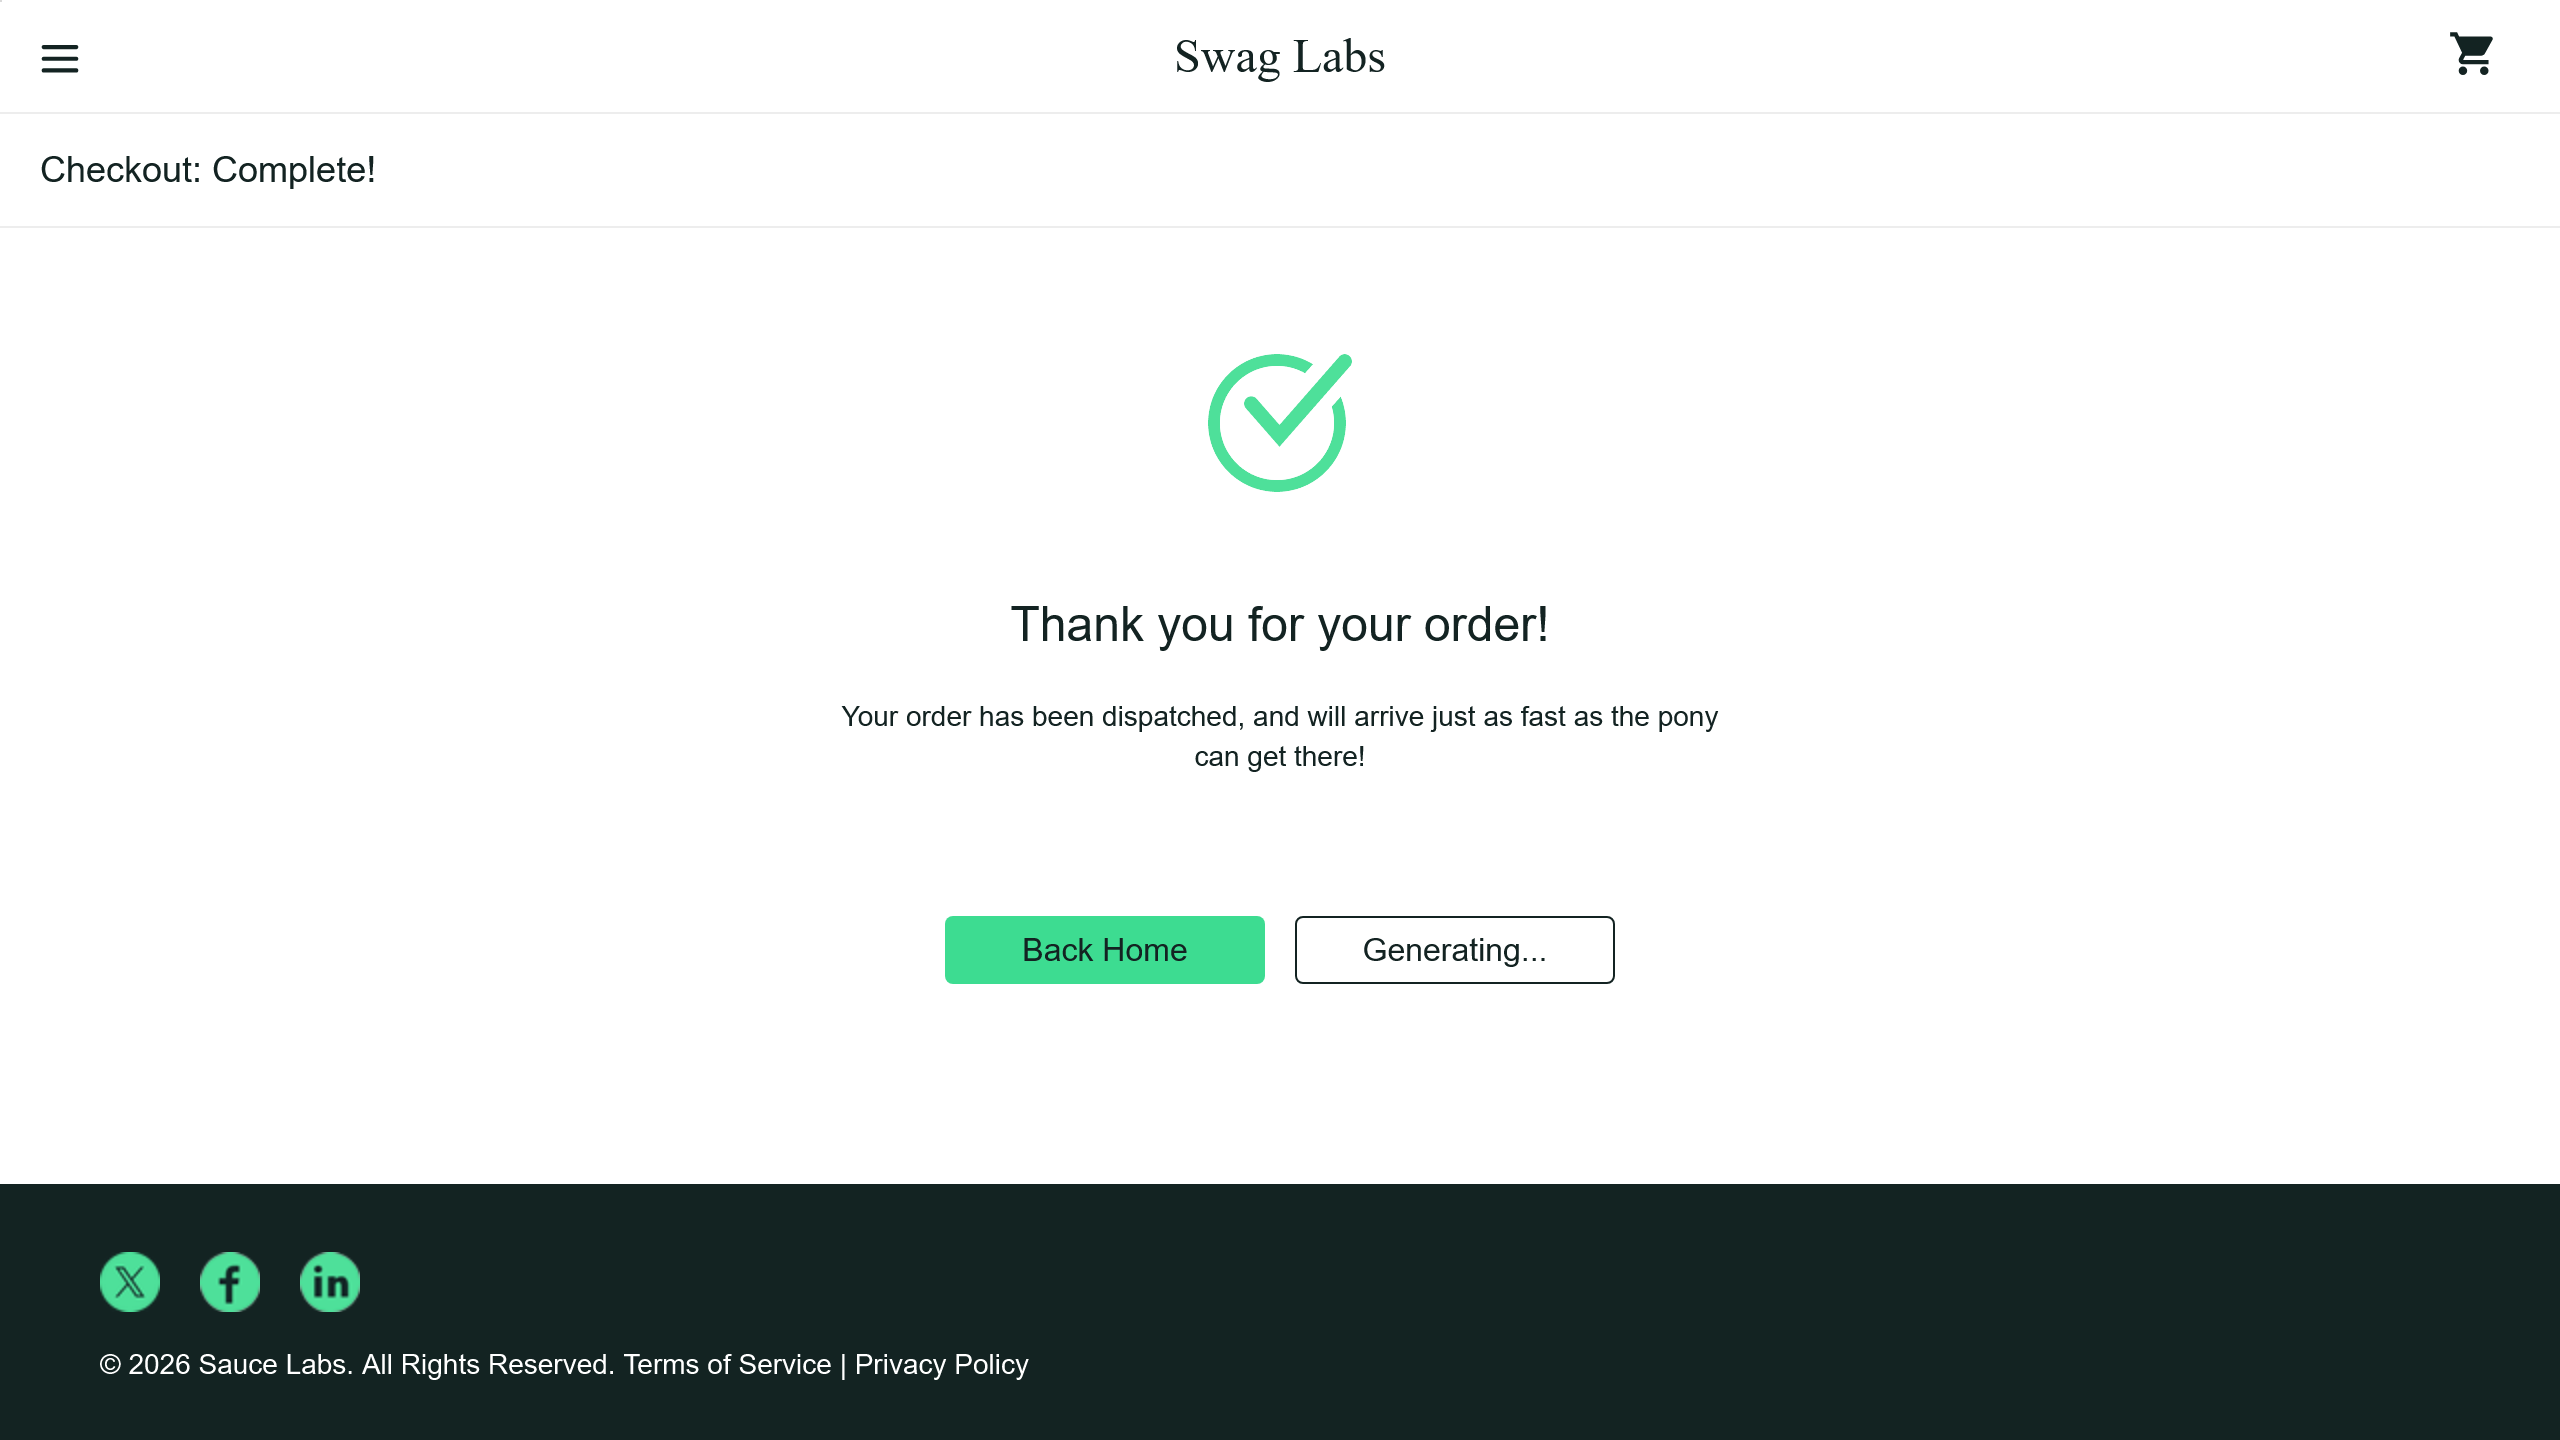 Swag Labs
Checkout: Complete!
Thank you for your order!
Your order has been dispatched, and will arrive just as fast as the pony
can get there!
Back Home
Generating...
© 2026 Sauce Labs. All Rights Reserved. Terms of Service | Privacy Policy